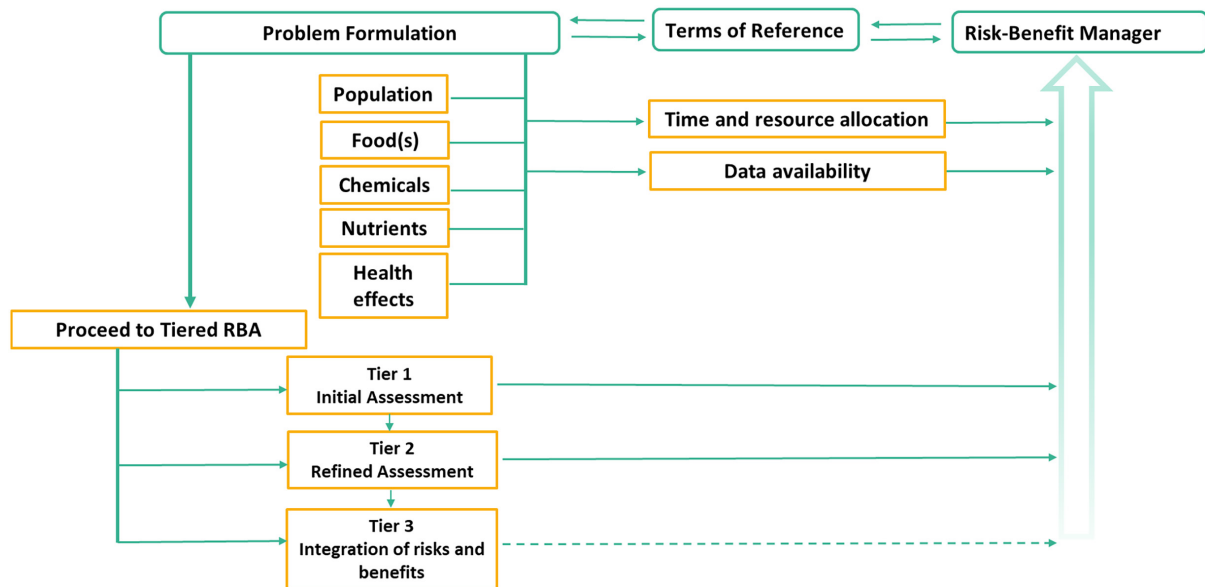 Problem Formulation
Terms of Reference
Risk-Benefit Manager
Population
Time and resource allocation
Food(s)
Data availability
Chemicals
Nutrients
Health
effects
Proceed to Tiered RBA
Tier 1
Initial Assessment
Tier 2
Refined Assessment
Tier 3
Integration of risks and
benefits